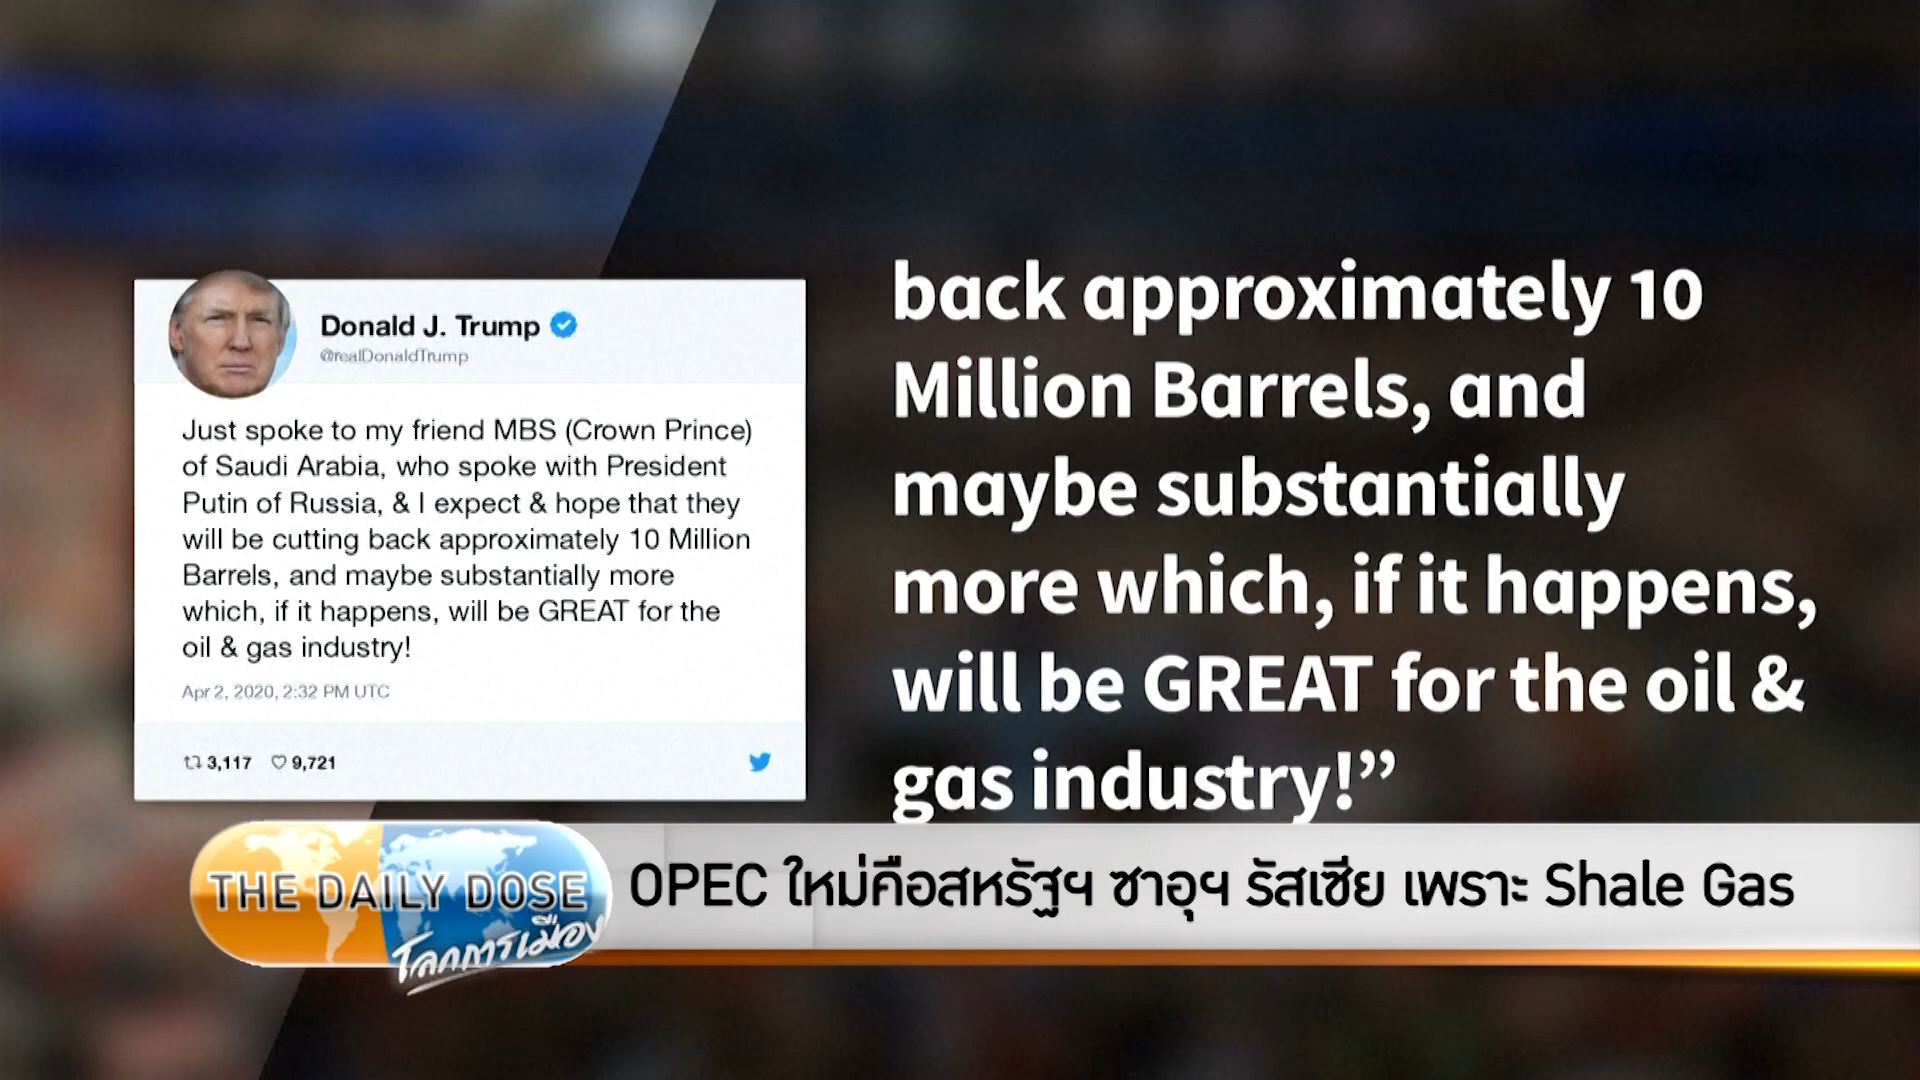 Donald J. Trump
@realDonaldTrump
Just spoke to my friend MBS (Crown Prince)
of Saudi Arabia, who spoke with President
Putin of Russia, & I expect & hope that they
will be cutting back approximately 10 Million
Barrels, and maybe substantially more
which, if it happens, will be GREAT for the
oil & gas industry!
Apr 2, 2020, 2:32 PM UTC
3,117 9,721
back approximately 10
Million Barrels, and
maybe substantially
more which, if it happens,
will be GREAT for the oil &
gas industry!”
THE DAILY DOSE
โลกการเมือง
OPEC ใหม่คือสหรัฐฯ ซาอุฯ รัสเซีย เพราะ Shale Gas